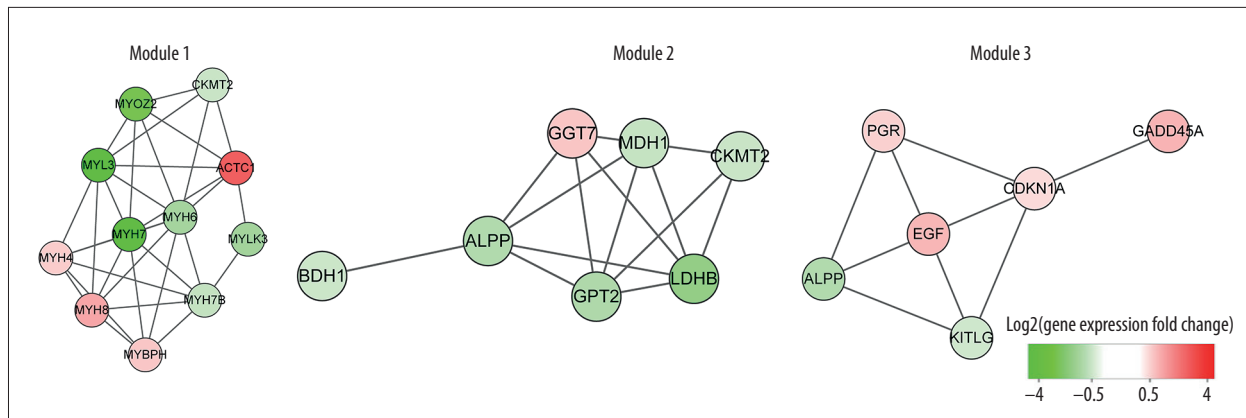 Module 1
CKMT2
MYOZ2
MYL3
ACTC1
MYH6
MYH7
MYLK3
MYH4
MYH7B
MYH8
MYBPH
Module 2
GGT7
MDH1
CKMT2
ALPP
BDH1
GPT2
LDHB
Module 3
PGR
GADD45A
CDKN1A
EGF
ALPP
KITLG
Log2(gene expression fold change)
−4 −0.5 0.5 4